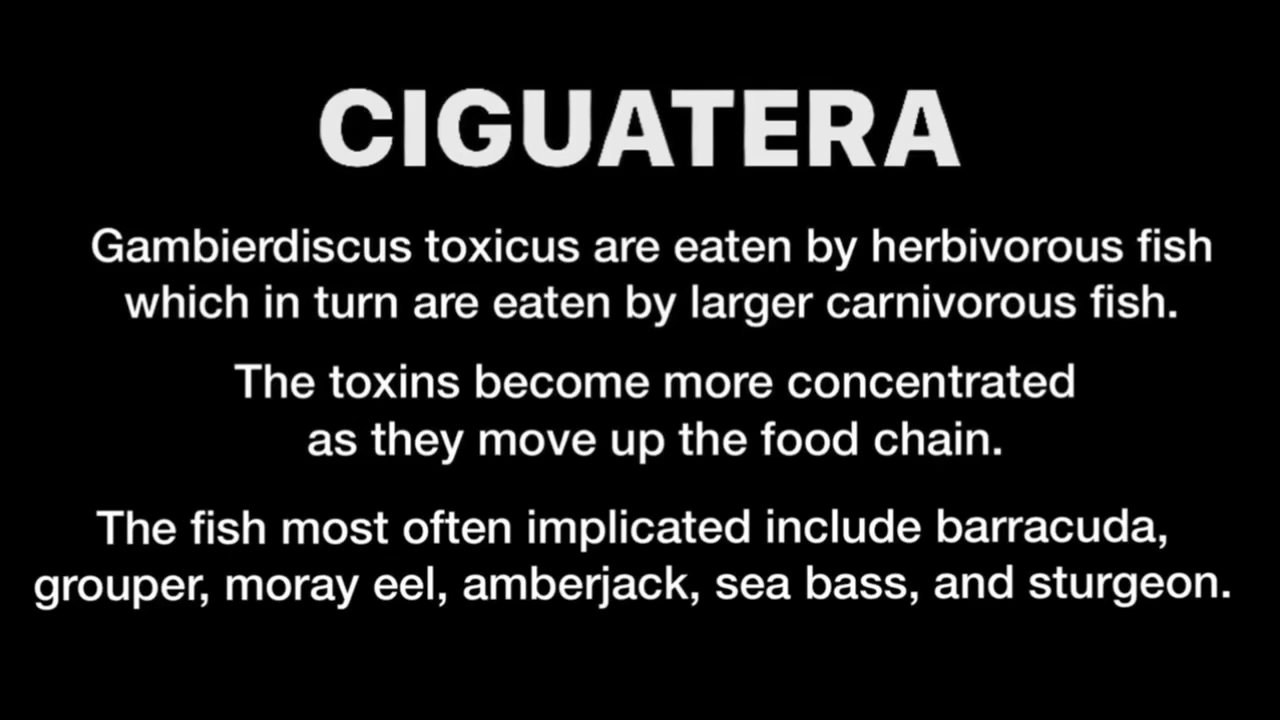 CIGUATERA
Gambierdiscus toxicus are eaten by herbivorous fish
which in turn are eaten by larger carnivorous fish.
The toxins become more concentrated
as they move up the food chain.
The fish most often implicated include barracuda,
grouper, moray eel, amberjack, sea bass, and sturgeon.